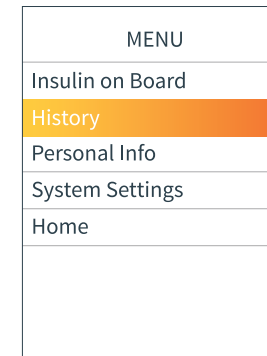 MENU
Insulin on Board
History
Personal Info
System Settings
Home